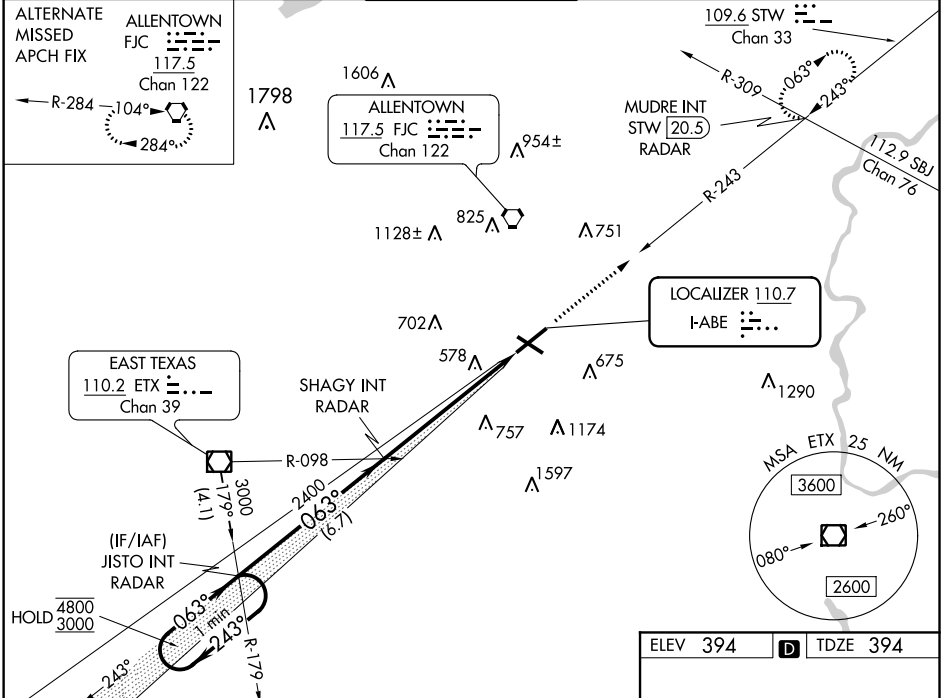 ALTERNATE
MISSED
APCH FIX
ALLENTOWN
FJC
117.5
Chan 122
R-284
104°
284°
1798
1606
ALLENTOWN
117.5 FJC
Chan 122
954±
825
1128±
751
109.6 STW
Chan 33
R-309
063°
243°
MUDRE INT
STW 20.5
RADAR
112.9 SBJ
Chan 76
R-243
LOCALIZER 110.7
I-ABE
702
578
675
1290
757
1174
1597
EAST TEXAS
110.2 ETX
Chan 39
SHAGY INT
RADAR
R-098
3000
179°
(4.1)
2400
063°
(6.7)
(IF/IAF)
JISTO INT
RADAR
HOLD 4800
3000
063°
1 min
243°
243°
R-179
MSA ETX 25 NM
3600
260°
080°
2600
ELEV 394 D TDZE 394